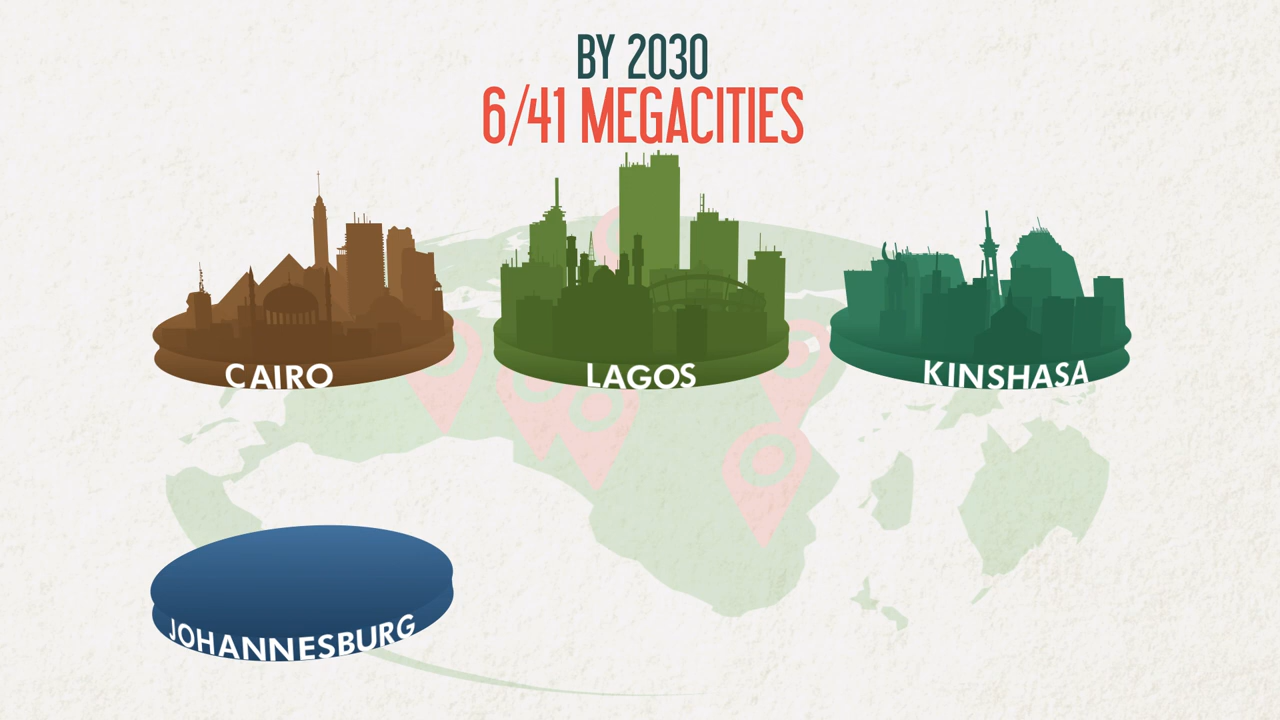 BY 2030
6/41 MEGACITIES
CAIRO
LAGOS
KINSHASA
JOHANNESBURG